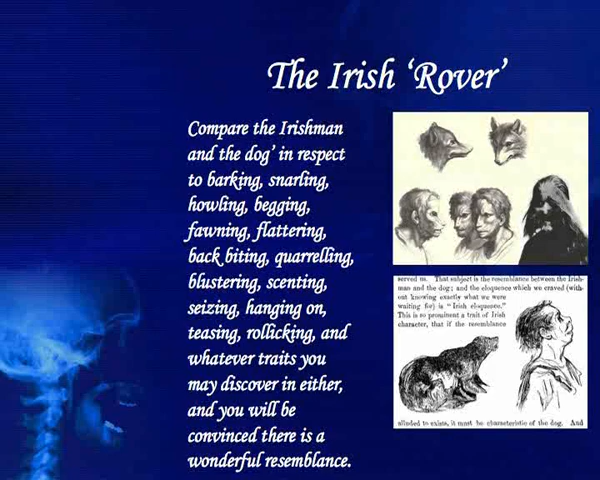 The Irish ‘Rover’
Compare the Irishman
and the dog’ in respect
to barking, snarling,
howling, begging,
fawning, flattering,
back biting, quarrelling,
blustering, scenting,
seizing, hanging on,
teasing, rollicking, and
whatever traits you
may discover in either,
and you will be
convinced there is a
wonderful resemblance.
served in. That subject is the resemblance between the Irish-
man and the dog; and the eloquence which we craved (with-
out knowing exactly what we were
waiting for) is "Irish eloquence."
This is so prominent a trait of Irish
character, that if the resemblance
alluded to exists, it must be characteristic of the dog. And